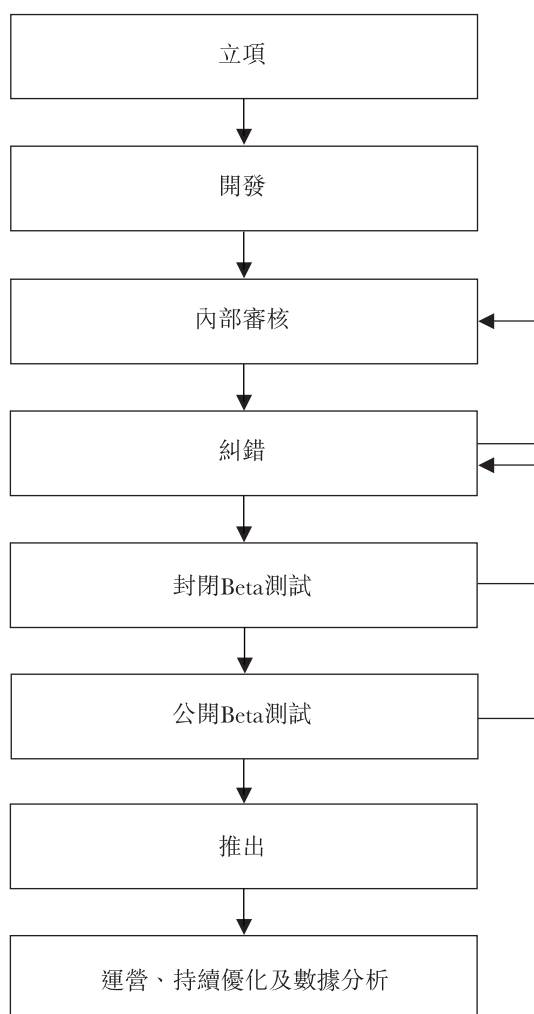 立項
開發
內部審核
糾錯
封閉Beta測試
公開Beta測試
推出
運營、持續優化及數據分析